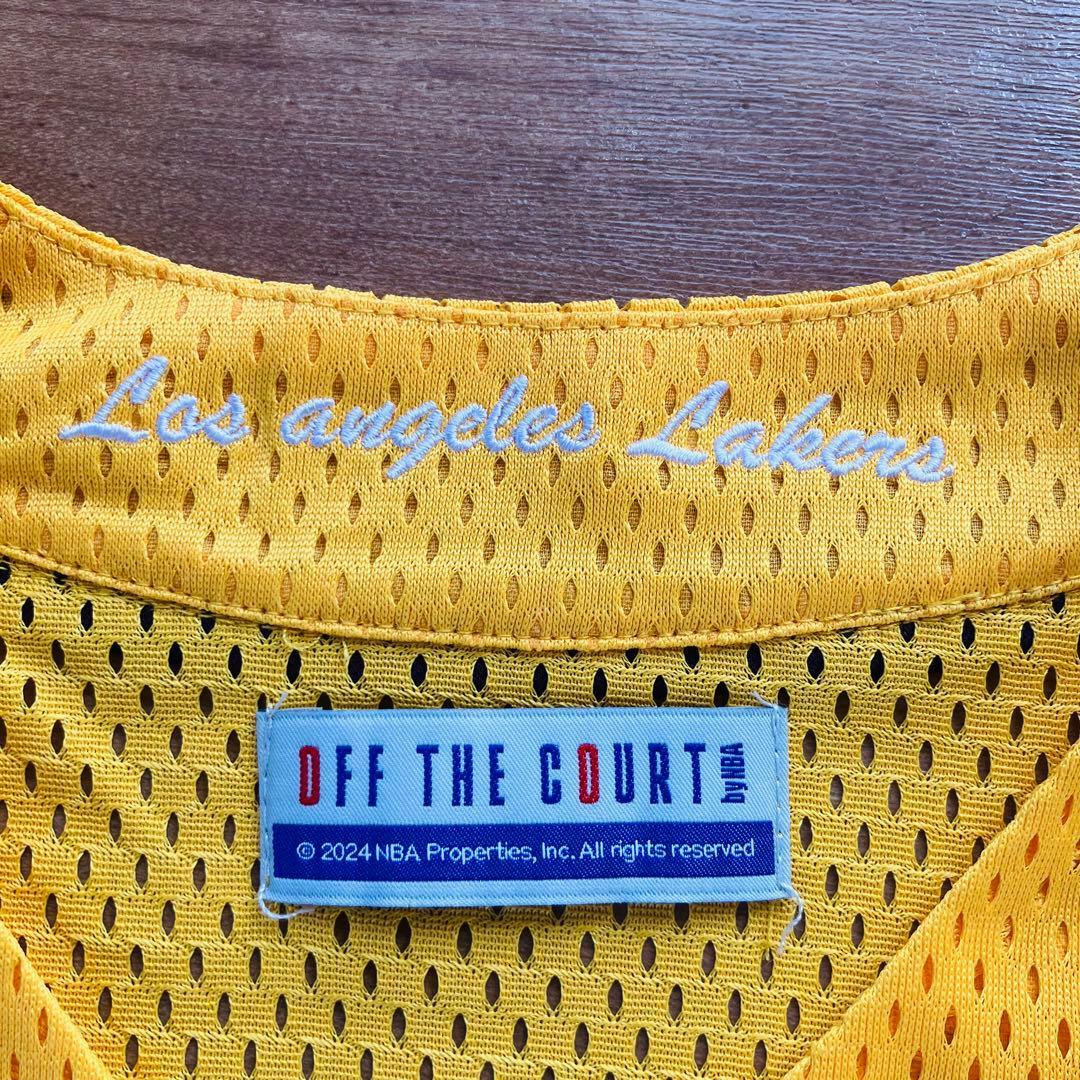 Los angeles Lakers
OFF THE COURT by NBA
© 2024 NBA Properties, Inc. All rights reserved